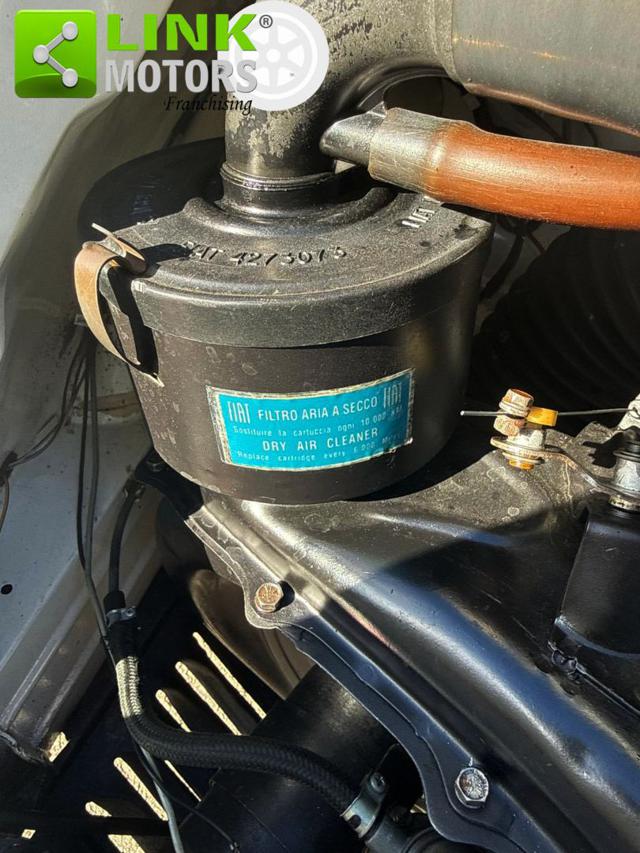 LINK®
MOTORS
Franchising
FIAT 4273073
FIAT FILTRO ARIA A SECCO FIAT
Sostituire la cartuccia ogni 10.000 KM
DRY AIR CLEANER
Replace cartridge every 6.000 Miles